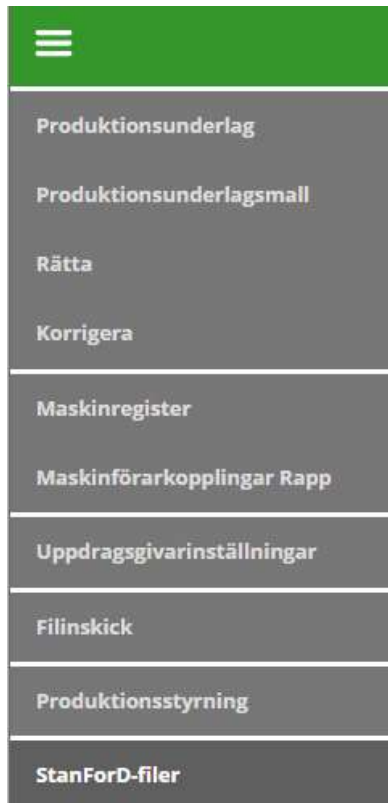 Produktionsunderlag
Produktionsunderlagsmall
Rätta
Korrigera
Maskinregister
Maskinförarkopplingar Rapp
Uppdragsgivarinställningar
Filinskick
Produktionsstyrning
StanForD-filer